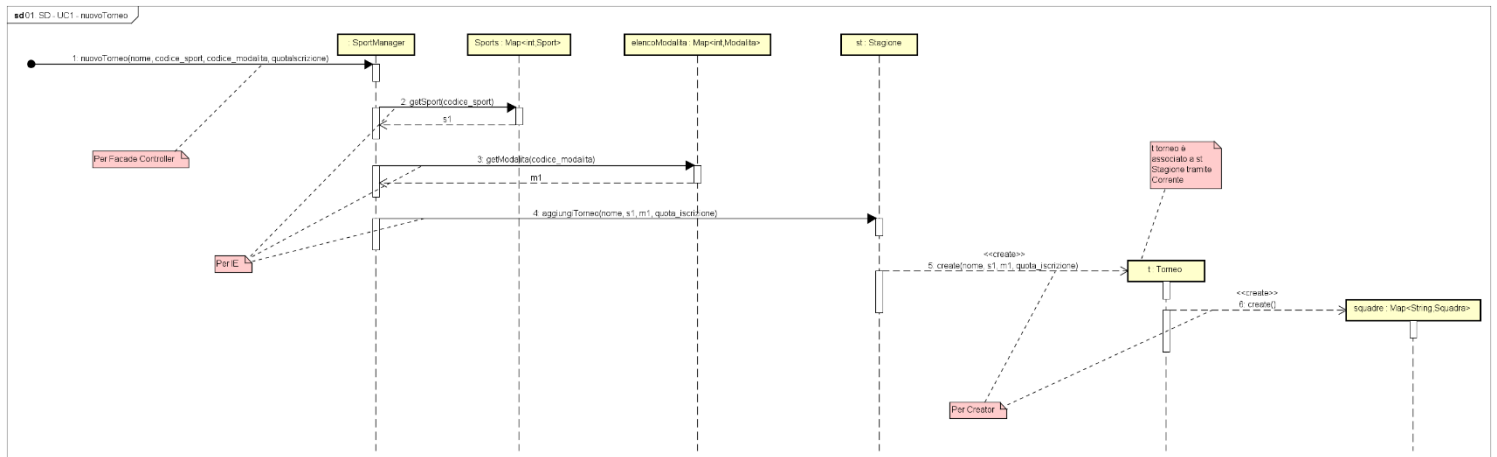 sd 01. SD - UC1 - nuovoTorneo
SportManager
Sports : Map<int,Sport>
elencoModalita : Map<int,Modalita>
st : Stagione
1: nuovoTorneo(nome, codice_sport, codice_modalita, quotaIscrizione)
2: getSport(codice_sport)
s1
Per Facade Controller
3: getModalita(codice_modalita)
m1
t torneo è
associato a st
Stagione tramite
Corrente
4: aggiungiTorneo(nome, s1, m1, quota_iscrizione)
Per IE
<<create>>
5: create(nome, s1, m1, quota_iscrizione)
t : Torneo
<<create>>
6: create()
squadre : Map<String,Squadra>
Per Creator